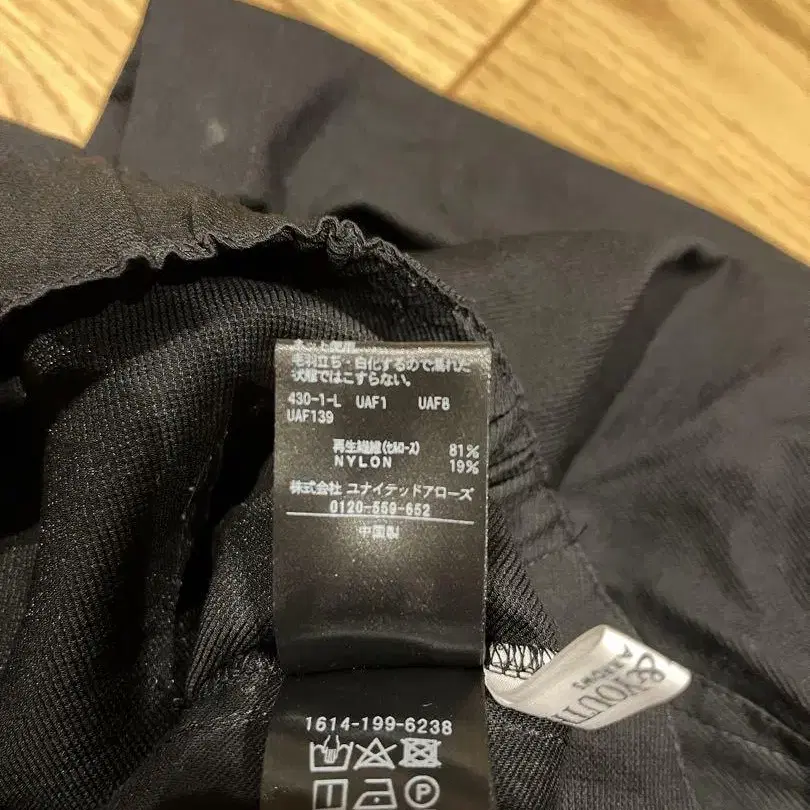 毛羽立ち・白化するので濡れた
状態ではこすらない。
430-1-L UAF1 UAF8
UAF139
再生繊維(セルロース) 81%
NYLON 19%
株式会社 ユナイテッドアローズ
0120-559-652
中国製
&YOUT
ARROWS
1614-199-6238
P